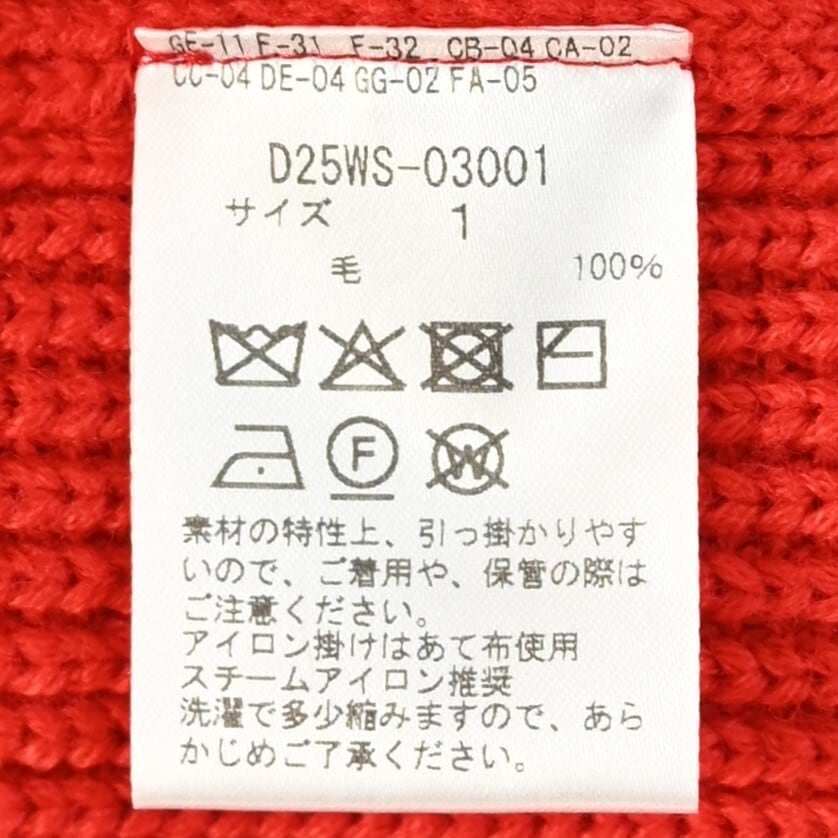 GE-11 F-31 F-32 CB-04 CA-02
CC-04 DE-04 GG-02 FA-05
D25WS-03001
サイズ 1
毛 100%
F W
素材の特性上、引っ掛かりやす
いので、ご着用や、保管の際は
ご注意ください。
アイロン掛けはあて布使用
スチームアイロン推奨
洗濯で多少縮みますので、あら
かじめご了承ください。